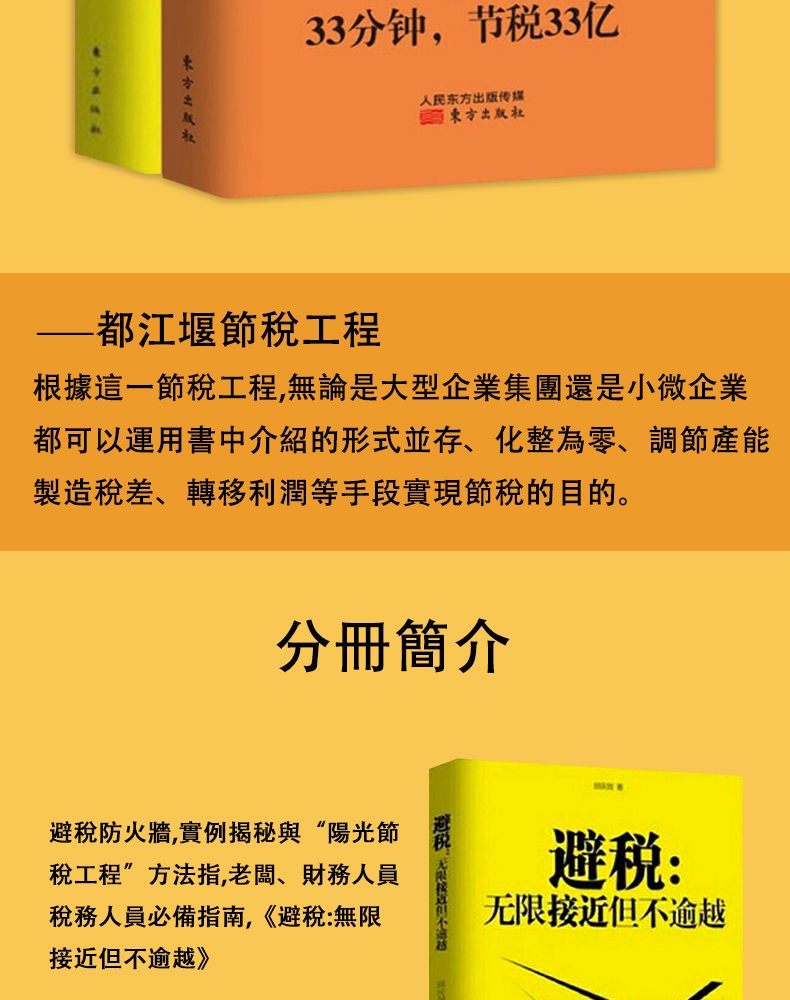 33分钟，节税33亿
人民东方出版传媒
東方出版社
东方出版社
東方出版社
——都江堰節稅工程
根據這一節稅工程,無論是大型企業集團還是小微企業
都可以運用書中介紹的形式並存、化整為零、調節產能
製造稅差、轉移利潤等手段實現節稅的目的。
分冊簡介
避稅防火牆,實例揭秘與“陽光節
稅工程”方法指,老闆、財務人員
稅務人員必備指南,《避稅:無限
接近但不逾越》
避税:
无限接近但不逾越
避税:无限接近但不逾越